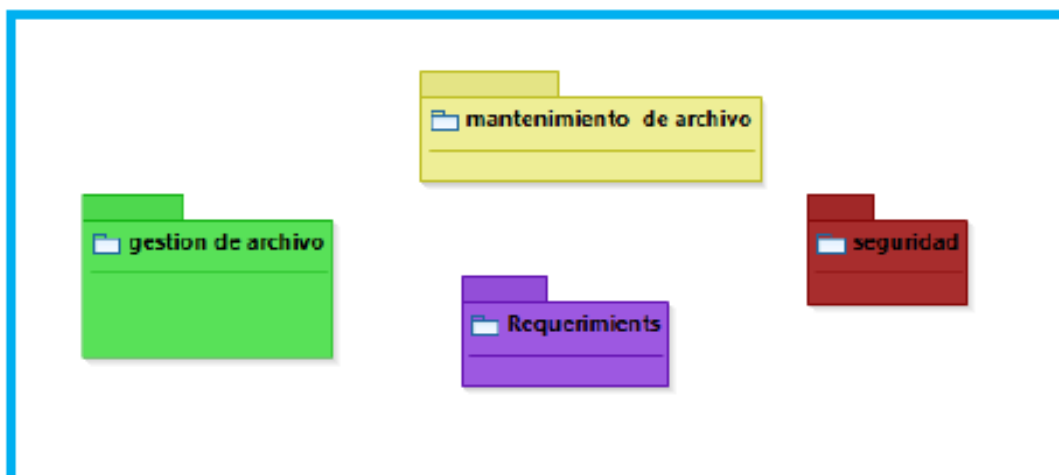 mantenimiento  de archivo
gestion de archivo
seguridad
Requerimients